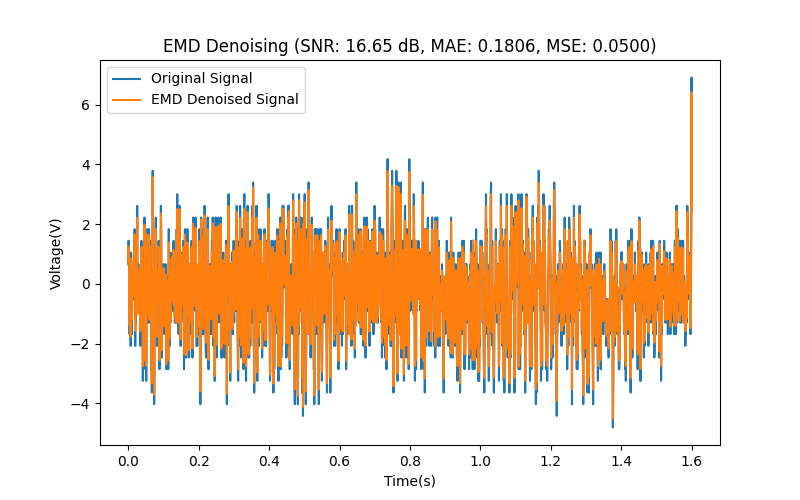 EMD Denoising (SNR: 16.65 dB, MAE: 0.1806, MSE: 0.0500)
Original Signal
EMD Denoised Signal
6
4
2
0
−2
−4
Voltage(V)
0.0 0.2 0.4 0.6 0.8 1.0 1.2 1.4 1.6
Time(s)